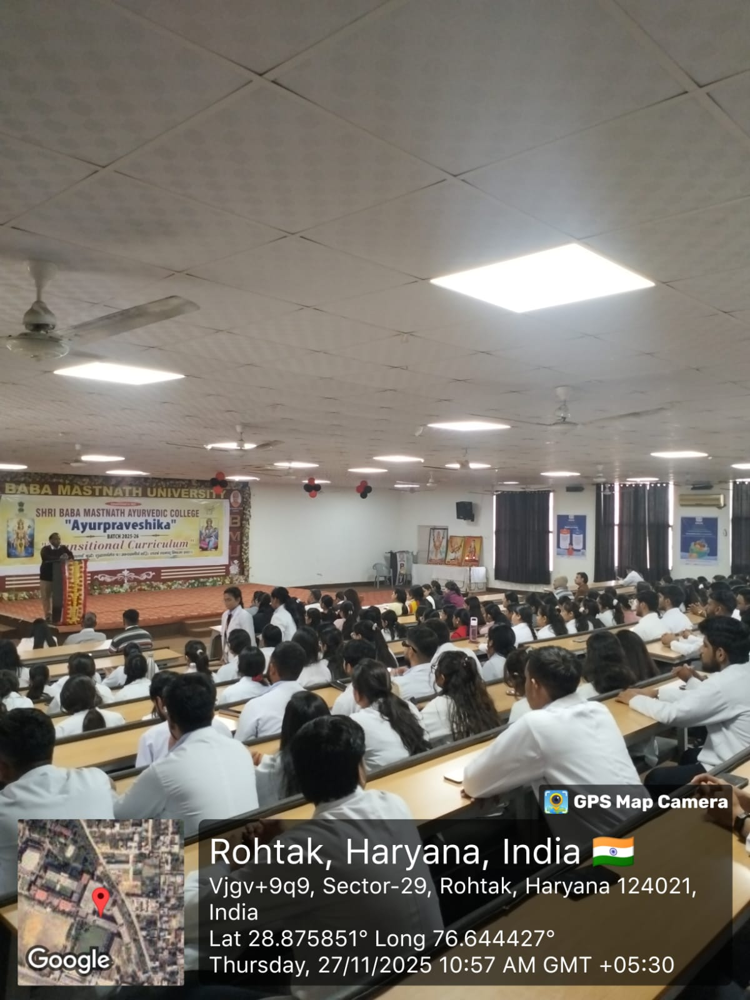 BABA MASTNATH UNIVERSITY
SHRI BABA MASTNATH AYURVEDIC COLLEGE
"Ayurpraveshika"
BATCH 2025-26
Transitional Curriculum"
B
M
U
GPS Map Camera
Rohtak, Haryana, India
Vjgv+9q9, Sector-29, Rohtak, Haryana 124021,
India
Lat 28.875851° Long 76.644427°
Thursday, 27/11/2025 10:57 AM GMT +05:30
Google